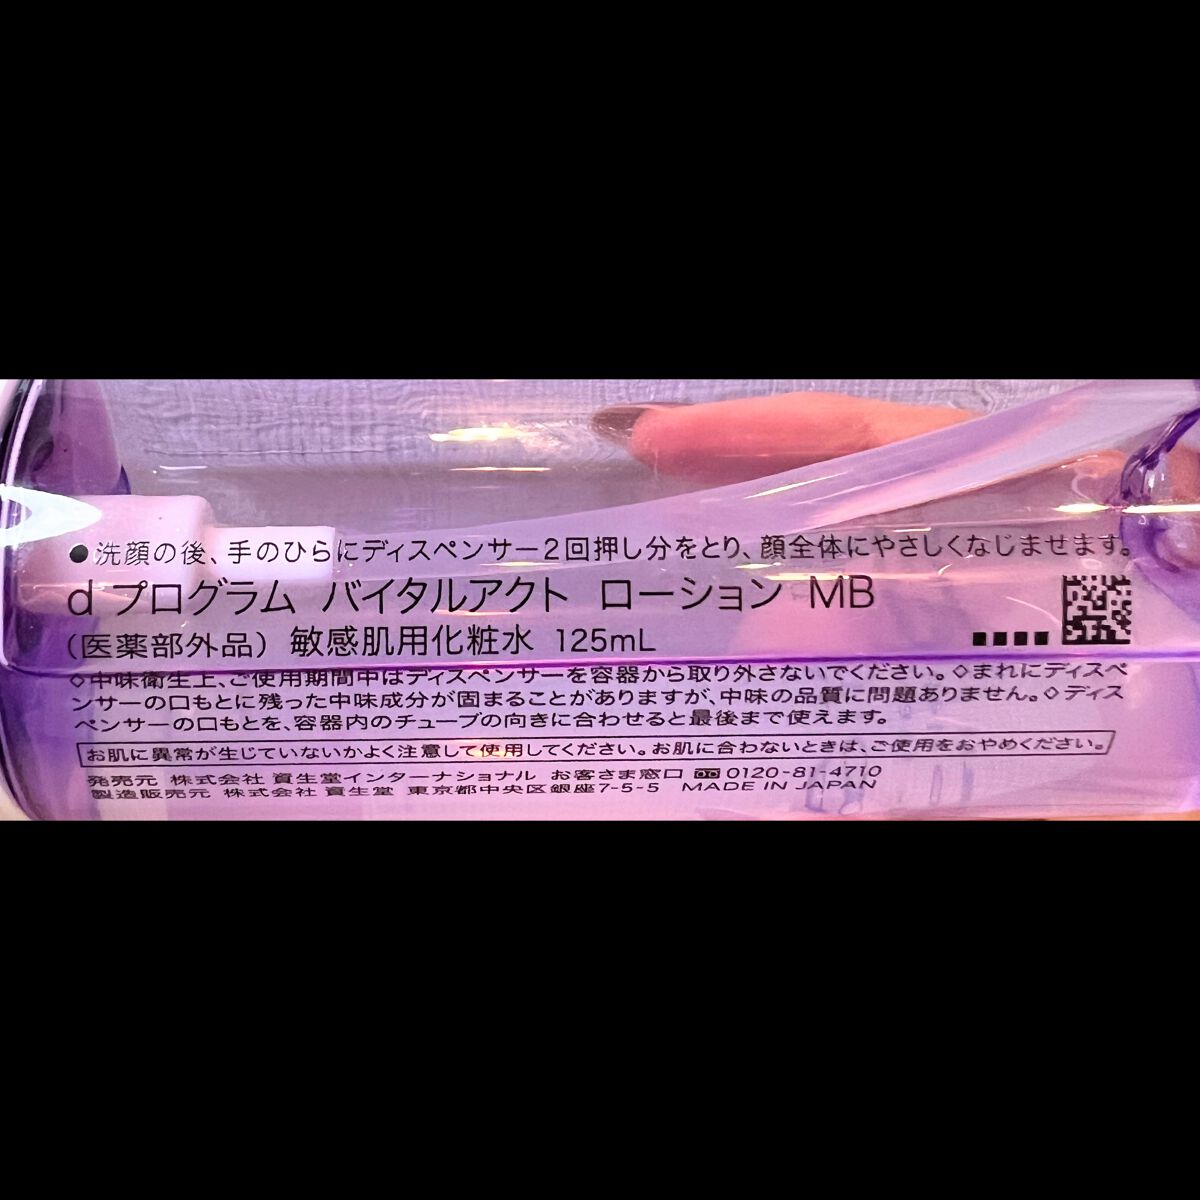 ●洗顔の後、手のひらにディスペンサー2回押し分をとり、顔全体にやさしくなじませます。
d プログラム バイタルアクト ローション MB
(医薬部外品) 敏感肌用化粧水 125mL
◇中味衛生上、ご使用期間中はディスペンサーを容器から取り外さないでください。◇まれにディスペ
ンサーの口もとに残った中味成分が固まることがありますが、中味の品質に問題ありません。◇ディス
ペンサーの口もとを、容器内のチューブの向きに合わせると最後まで使えます。
お肌に異常が生じていないかよく注意して使用してください。お肌に合わないときは、ご使用をおやめください。
発売元 株式会社 資生堂インターナショナル お客さま窓口 0120-81-4710
製造販売元 株式会社 資生堂 東京都中央区銀座7-5-5 MADE IN JAPAN